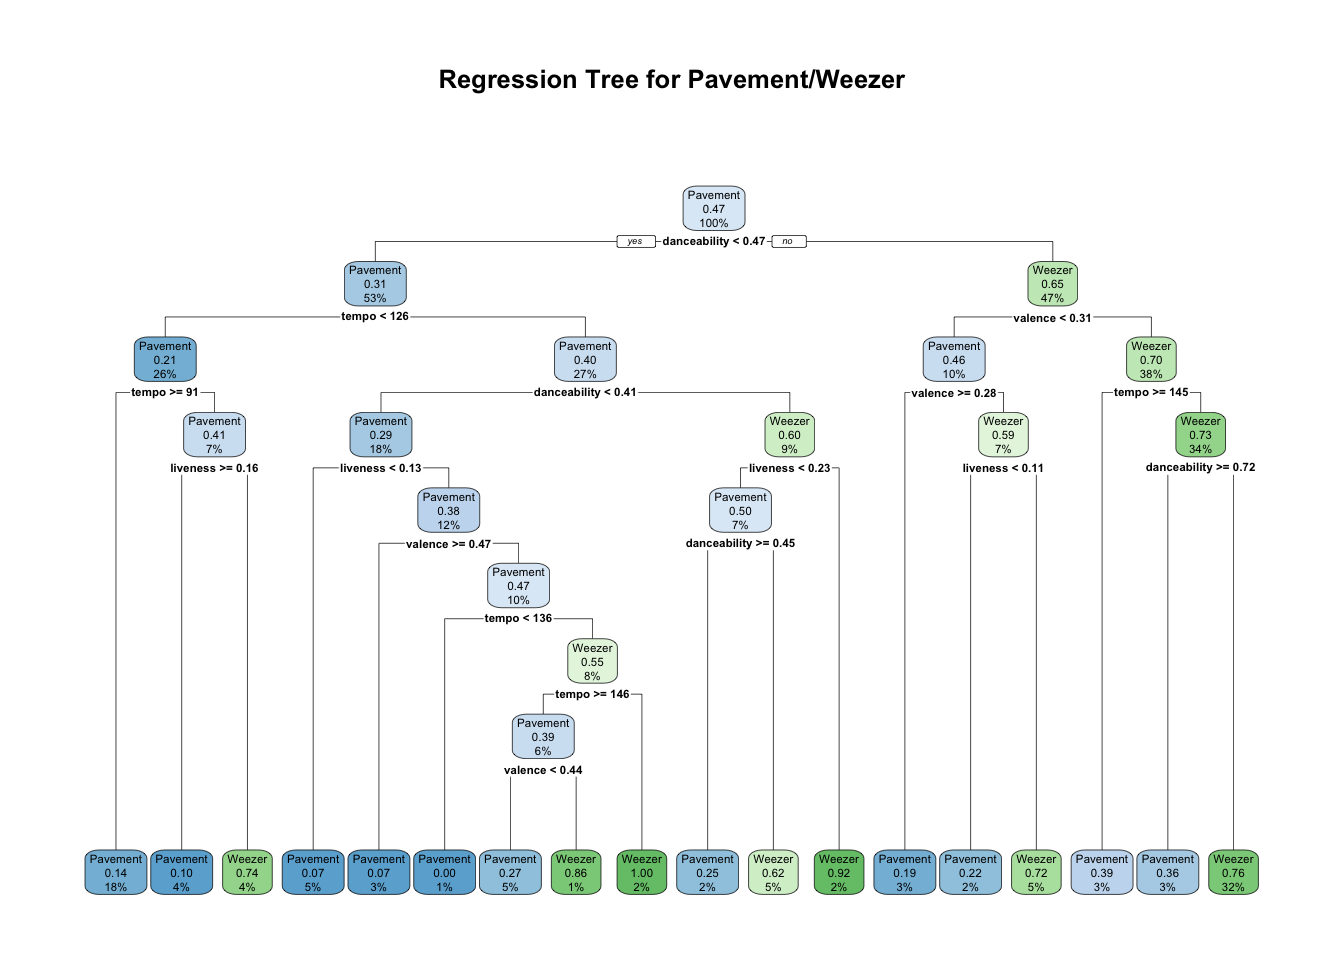 Regression Tree for Pavement/Weezer
Pavement
0.47
100%
yes
danceability < 0.47
no
Pavement
0.31
53%
Weezer
0.65
47%
tempo < 126
valence < 0.31
Pavement
0.21
26%
Pavement
0.40
27%
Pavement
0.46
10%
Weezer
0.70
38%
tempo >= 91
danceability < 0.41
valence >= 0.28
tempo >= 145
Pavement
0.41
7%
Pavement
0.29
18%
Weezer
0.60
9%
Weezer
0.59
7%
Weezer
0.73
34%
liveness >= 0.16
liveness < 0.13
liveness < 0.23
liveness < 0.11
danceability >= 0.72
Pavement
0.38
12%
Pavement
0.50
7%
valence >= 0.47
danceability >= 0.45
Pavement
0.47
10%
tempo < 136
Weezer
0.55
8%
tempo >= 146
Pavement
0.39
6%
valence < 0.44
Pavement
0.14
18%
Pavement
0.10
4%
Weezer
0.74
4%
Pavement
0.07
5%
Pavement
0.07
3%
Pavement
0.00
1%
Pavement
0.27
5%
Weezer
0.86
1%
Weezer
1.00
2%
Pavement
0.25
2%
Weezer
0.62
5%
Weezer
0.92
2%
Pavement
0.19
3%
Pavement
0.22
2%
Weezer
0.72
5%
Pavement
0.39
3%
Pavement
0.36
3%
Weezer
0.76
32%